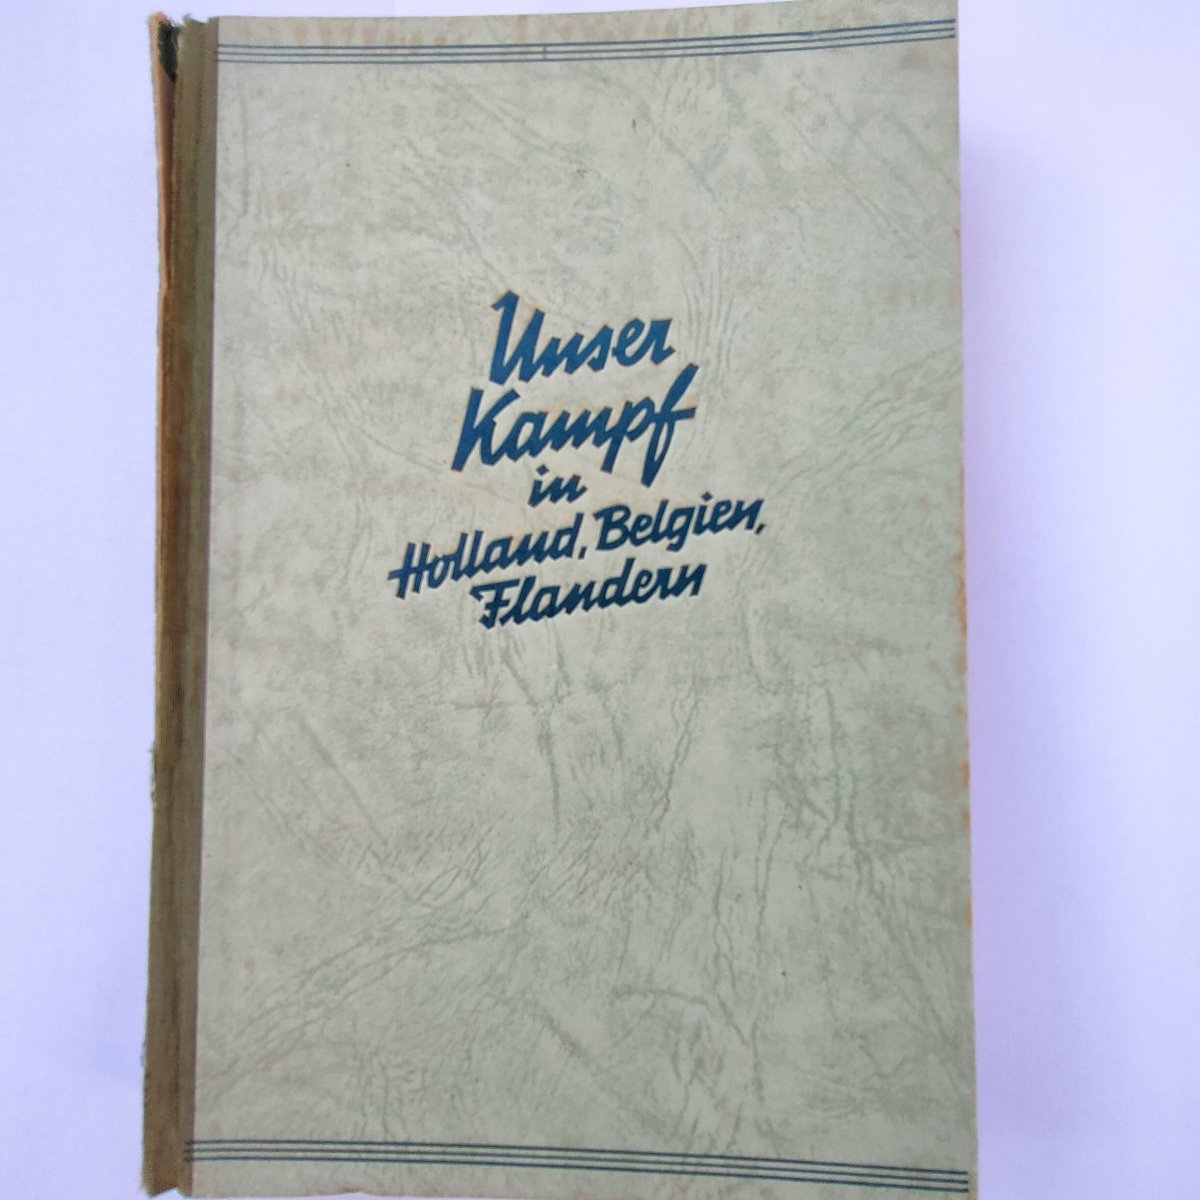 Unser
Kampf
in
Holland, Belgien,
Flandern